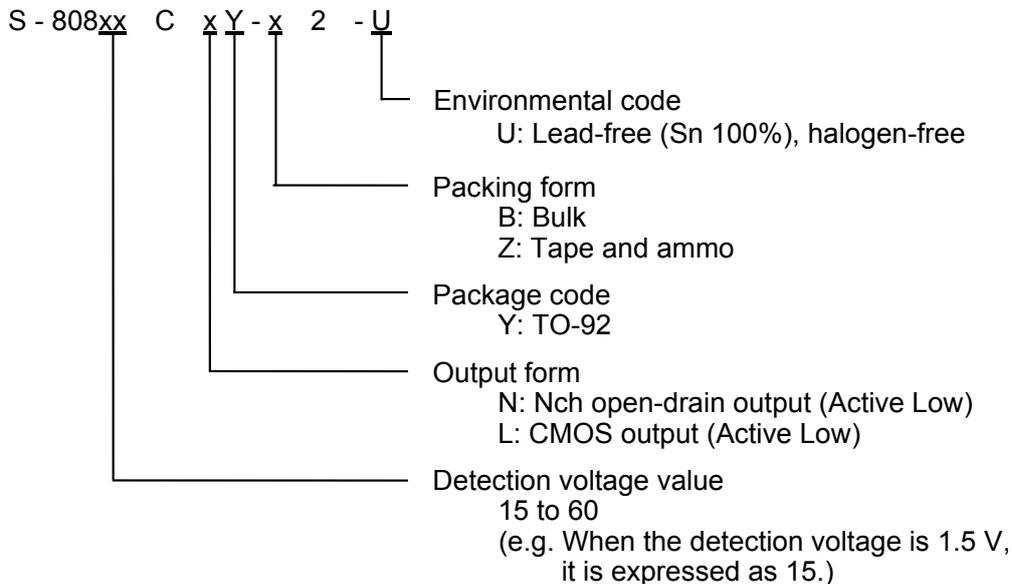 S - 808xx C x Y - x 2 - U
Environmental code
U: Lead-free (Sn 100%), halogen-free
Packing form
B: Bulk
Z: Tape and ammo
Package code
Y: TO-92
Output form
N: Nch open-drain output (Active Low)
L: CMOS output (Active Low)
Detection voltage value
15 to 60
(e.g. When the detection voltage is 1.5 V,
it is expressed as 15.)